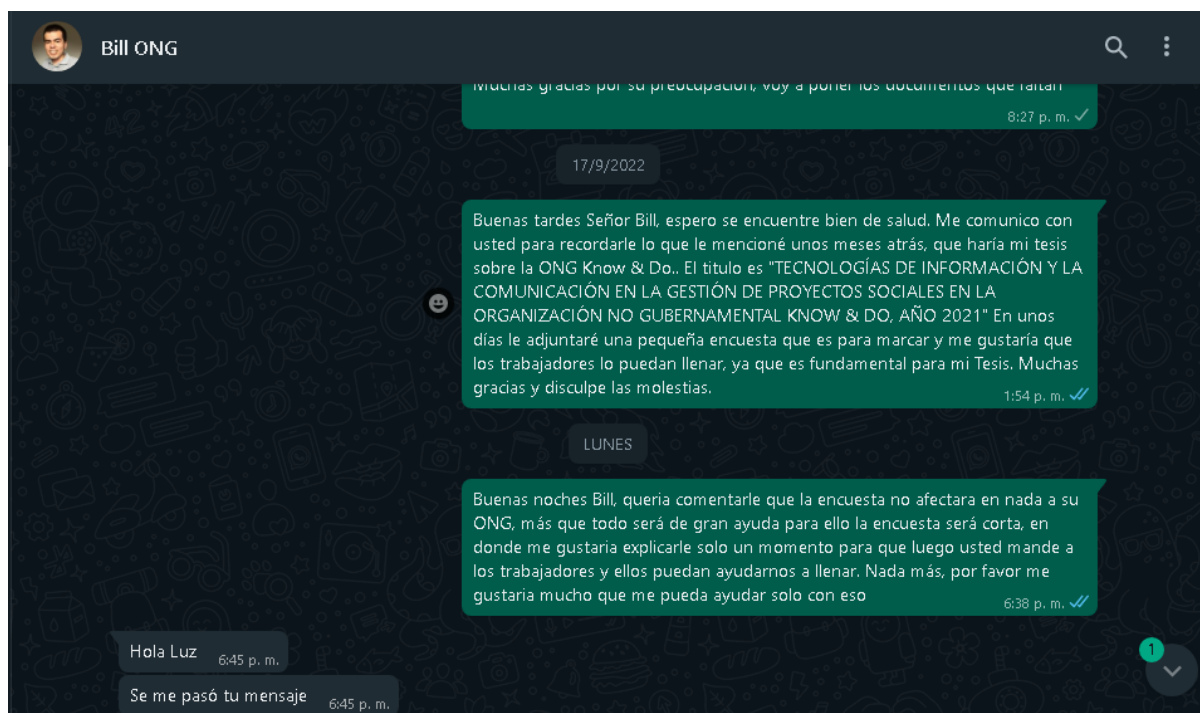 Bill ONG
Muchas gracias por su preocupación, voy a poner los documentos que faltan
8:27 p. m.
17/9/2022
Buenas tardes Señor Bill, espero se encuentre bien de salud. Me comunico con
usted para recordarle lo que le mencioné unos meses atrás, que haría mi tesis
sobre la ONG Know & Do.. El titulo es "TECNOLOGÍAS DE INFORMACIÓN Y LA
COMUNICACIÓN EN LA GESTIÓN DE PROYECTOS SOCIALES EN LA
ORGANIZACIÓN NO GUBERNAMENTAL KNOW & DO, AÑO 2021" En unos
días le adjuntaré una pequeña encuesta que es para marcar y me gustaría que
los trabajadores lo puedan llenar, ya que es fundamental para mi Tesis. Muchas
gracias y disculpe las molestias.
1:54 p. m.
LUNES
Buenas noches Bill, queria comentarle que la encuesta no afectara en nada a su
ONG, más que todo será de gran ayuda para ello la encuesta será corta, en
donde me gustaria explicarle solo un momento para que luego usted mande a
los trabajadores y ellos puedan ayudarnos a llenar. Nada más, por favor me
gustaria mucho que me pueda ayudar solo con eso
6:38 p. m.
Hola Luz
6:45 p. m.
1
Se me pasó tu mensaje
6:45 p. m.